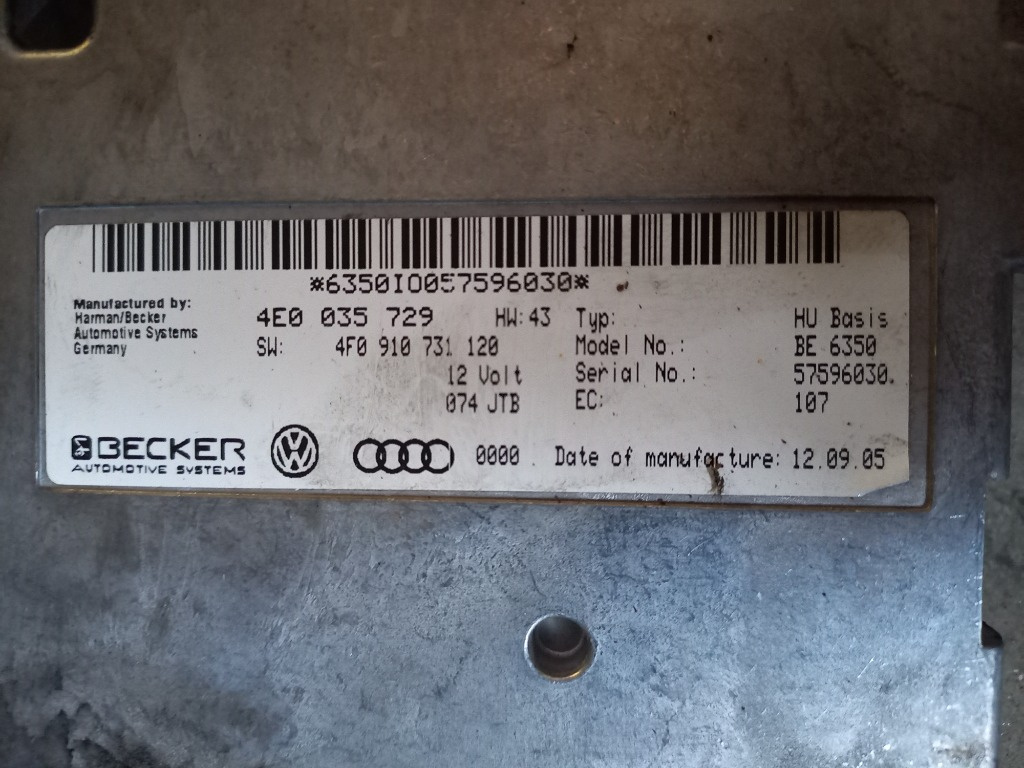 *6350IO057596030*
Manufactured by:
Harman/Becker
Automotive Systems
Germany
4E0 035 729 HW: 43
SW: 4F0 910 731 120
12 Volt
074 JTB
Typ: HU Basis
Model No.: BE 6350
Serial No.: 57596030.
EC: 107
BECKER
AUTOMOTIVE SYSTEMS
VW
0000 Date of manufacture: 12.09.05